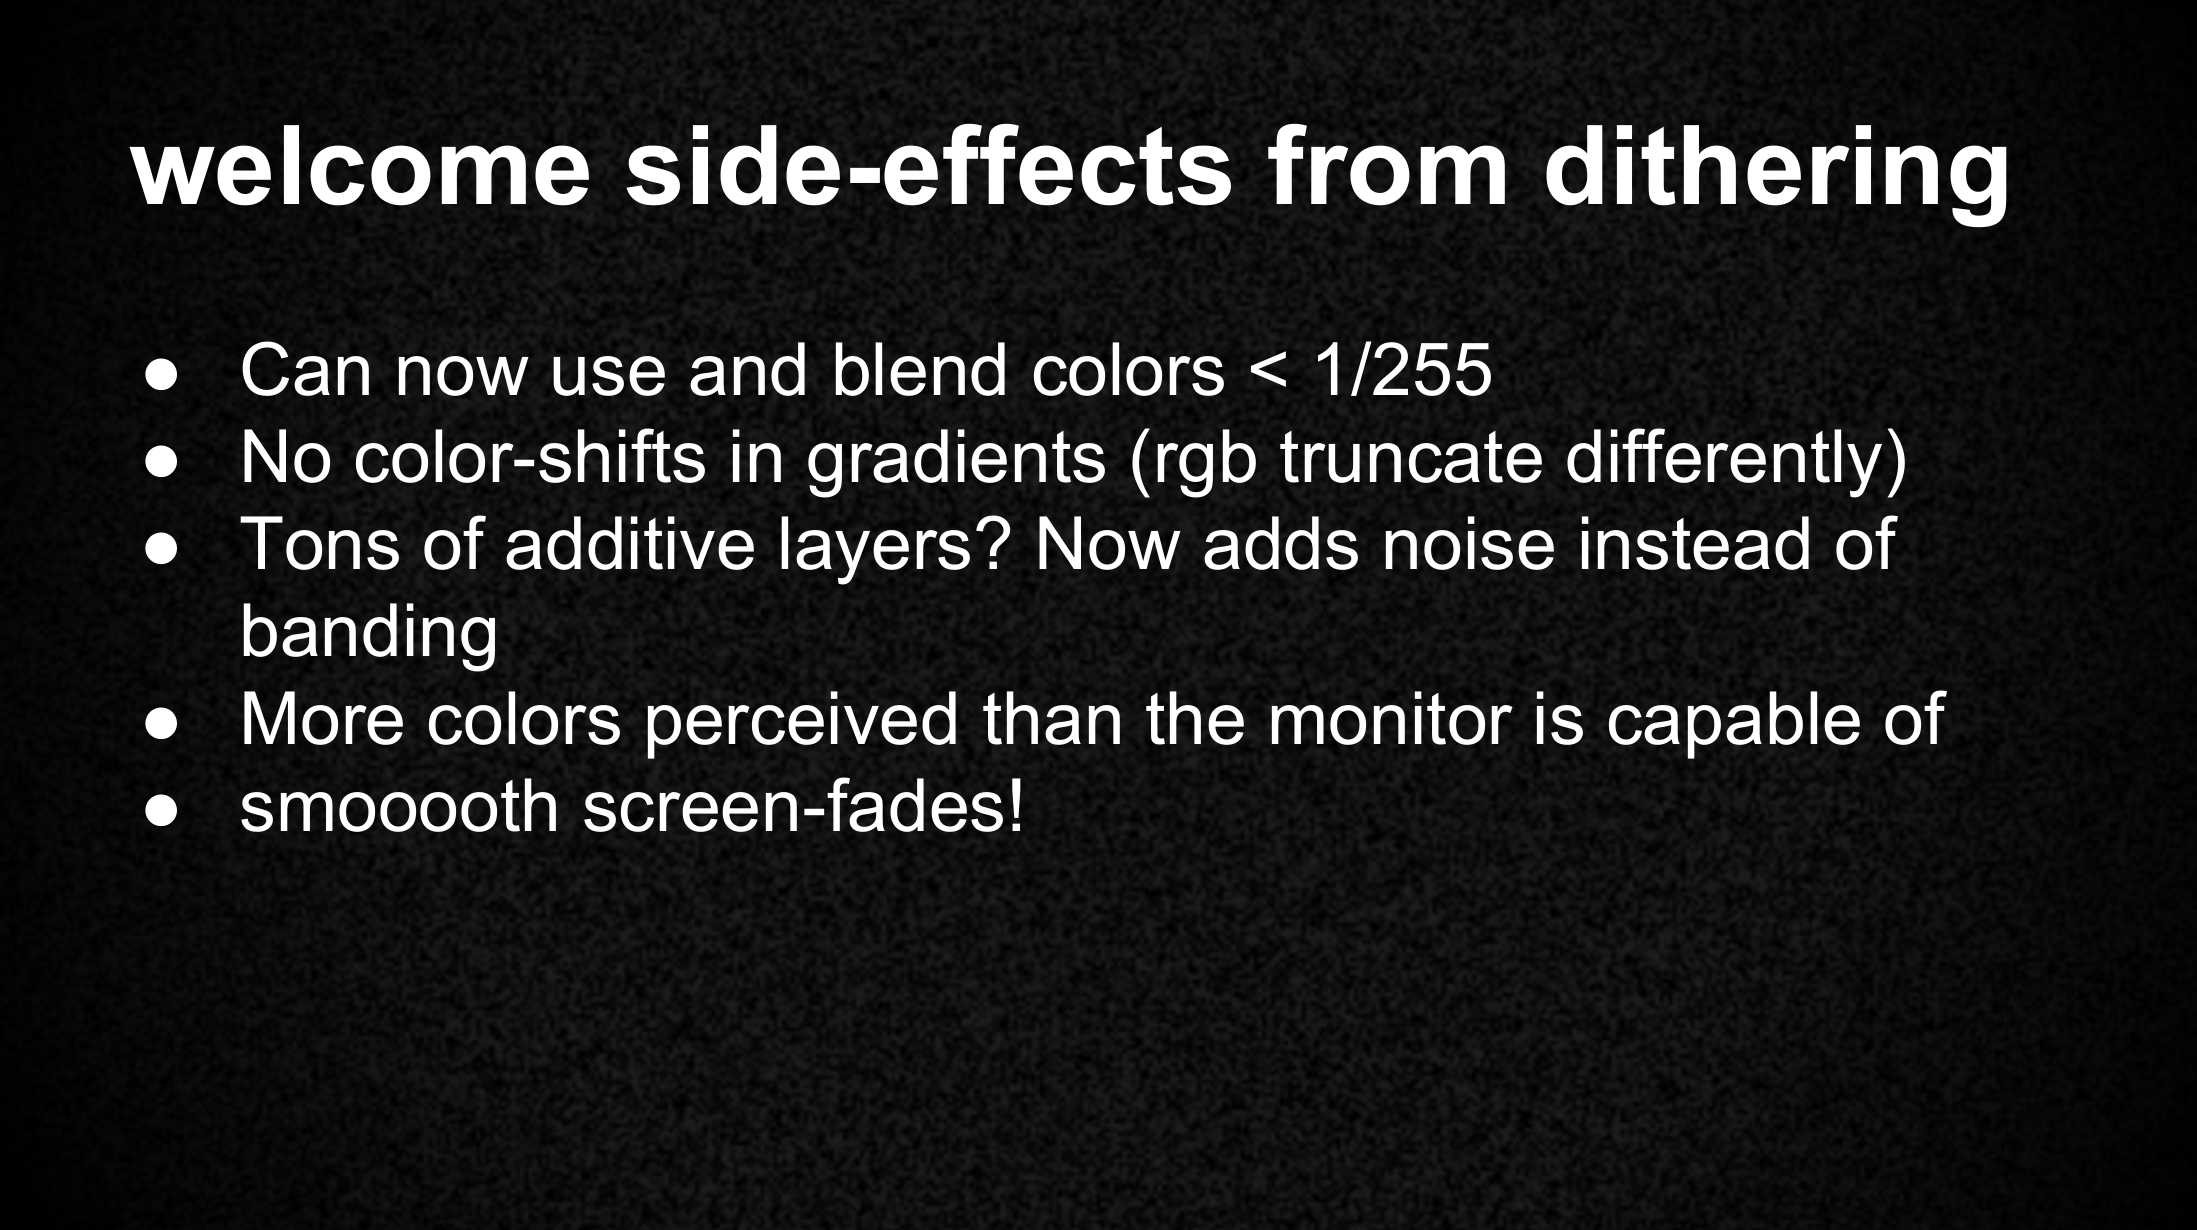 welcome side-effects from dithering
● Can now use and blend colors < 1/255
● No color-shifts in gradients (rgb truncate differently)
● Tons of additive layers? Now adds noise instead of
banding
● More colors perceived than the monitor is capable of
● smooooth screen-fades!